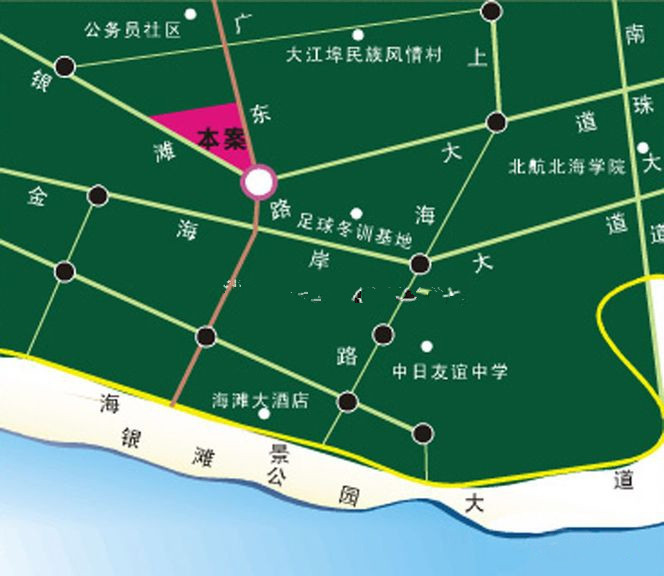 公务员社区
广东路
大江埠民族风情村
上海路
南珠大道
银滩大道
本案
北航北海学院
金海岸大道
足球冬训基地
中日友谊中学
海滩大酒店
海景大道
银滩公园